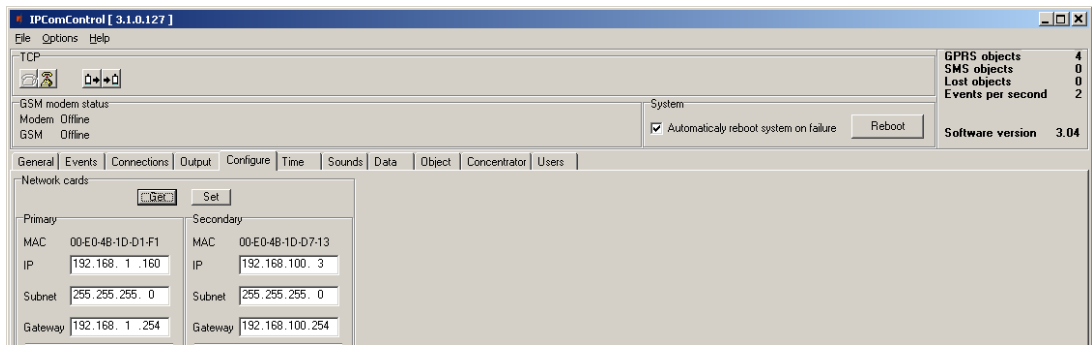 IPComControl [ 3.1.0.127 ]
File Options Help
TCP
GPRS objects 4
SMS objects 0
Lost objects 0
Events per second 2
Software version 3.04
GSM modem status
Modem Offline
GSM Offline
System
Automaticaly reboot system on failure
Reboot
General Events Connections Output Configure Time Sounds Data Object Concentrator Users
Network cards
Get Set
Primary
MAC 00-E0-4B-1D-D1-F1
IP 192.168. 1 .160
Subnet 255.255.255. 0
Gateway 192.168. 1 .254
Secondary
MAC 00-E0-4B-1D-D7-13
IP 192.168.100. 3
Subnet 255.255.255. 0
Gateway 192.168.100.254